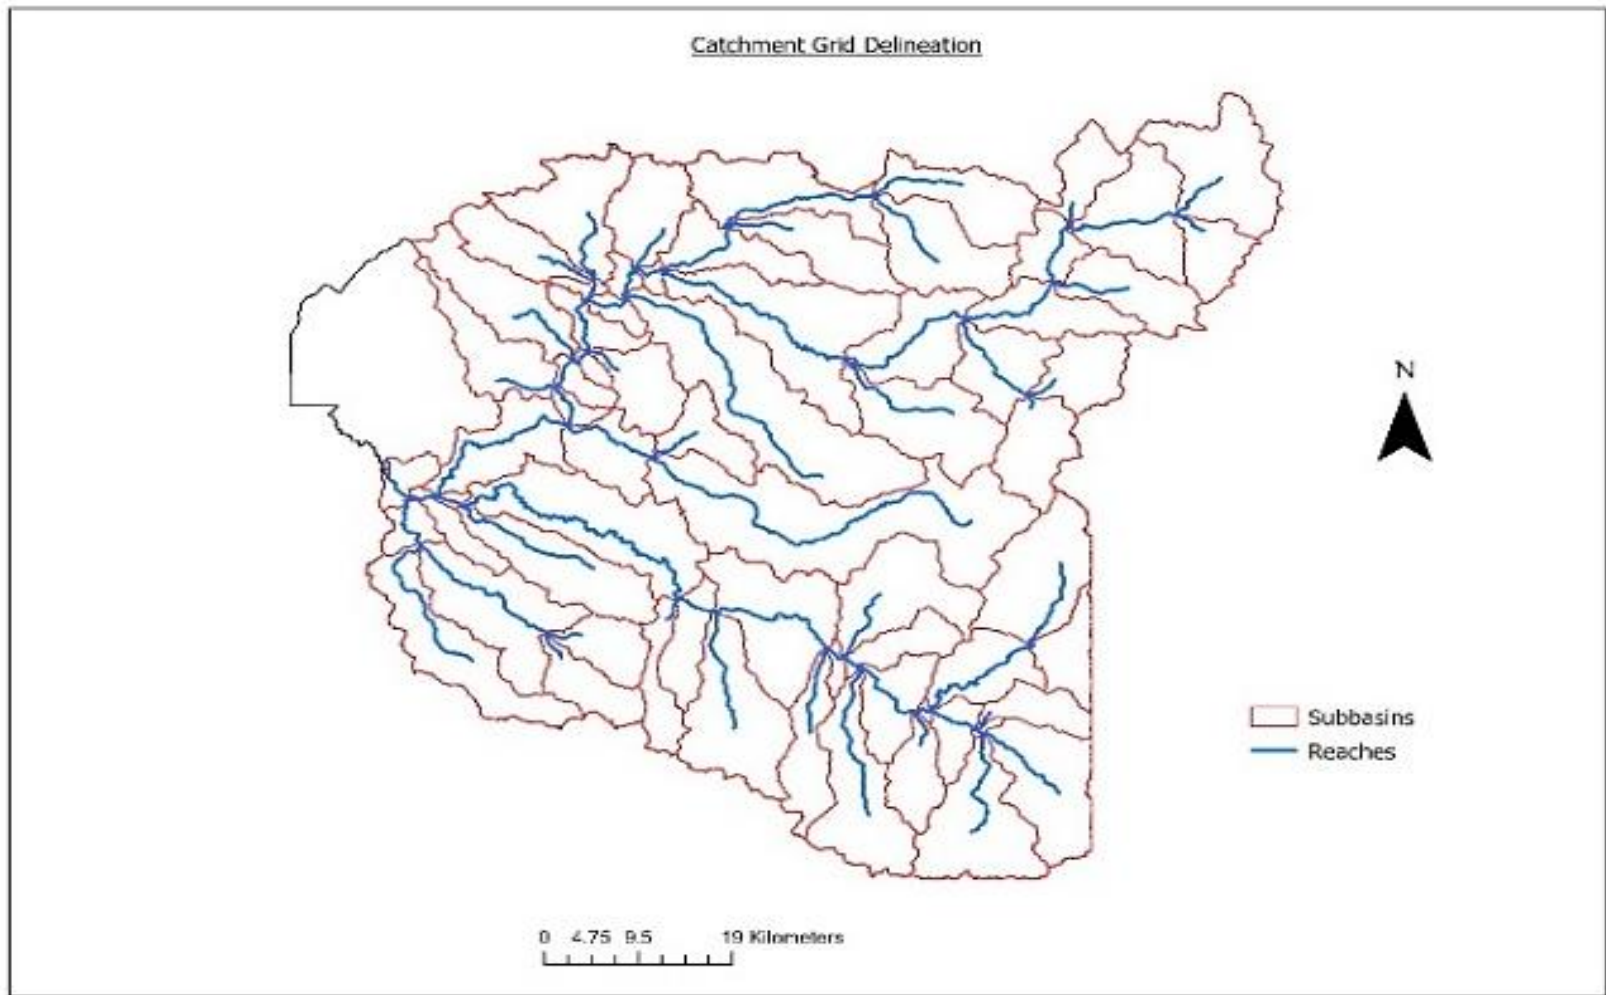 Catchment Grid Delineation
N
Subbasins
Reaches
0 4.75 9.5 19 Kilometers